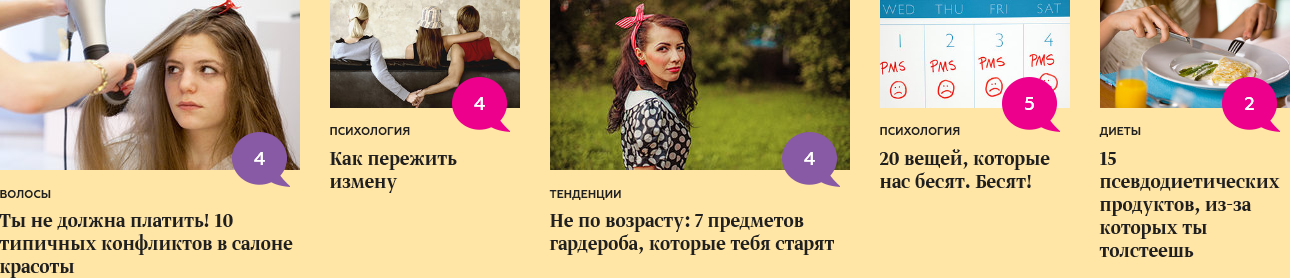 4
ВОЛОСЫ
Ты не должна платить! 10
типичных конфликтов в салоне
красоты
4
ПСИХОЛОГИЯ
Как пережить
измену
4
ТЕНДЕНЦИИ
Не по возрасту: 7 предметов
гардероба, которые тебя старят
WED THU FRI SAT
1 2 3 4
PMS PMS PMS PMS
5
ПСИХОЛОГИЯ
20 вещей, которые
нас бесят. Бесят!
2
ДИЕТЫ
15
псевдодиетических
продуктов, из-за
которых ты
толстеешь